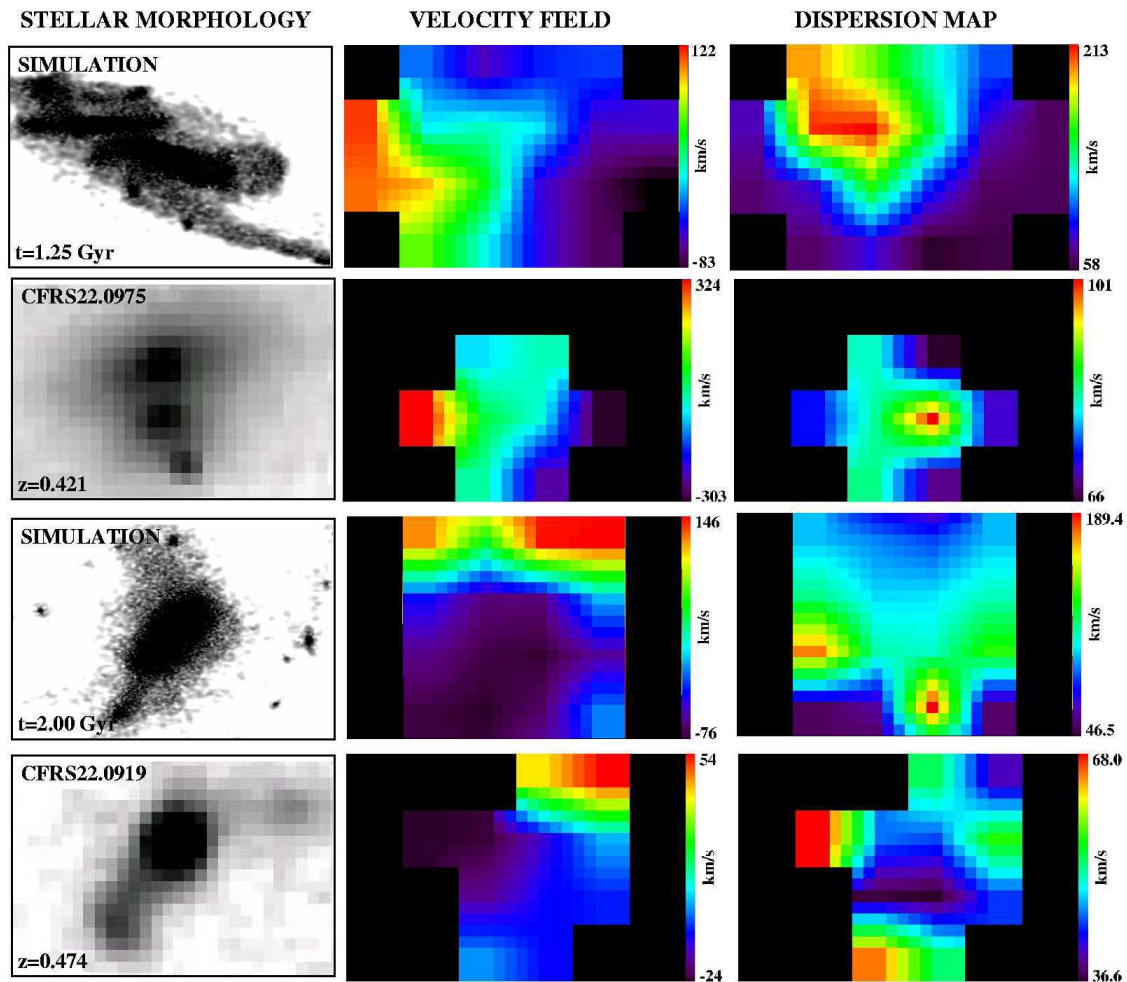 STELLAR MORPHOLOGY VELOCITY FIELD DISPERSION MAP
SIMULATION
t=1.25 Gyr
122
km/s
-83
213
km/s
58
CFRS22.0975
z=0.421
324
km/s
-303
101
km/s
66
SIMULATION
t=2.00 Gyr
146
km/s
-76
189.4
km/s
46.5
CFRS22.0919
z=0.474
54
km/s
-24
68.0
km/s
36.6